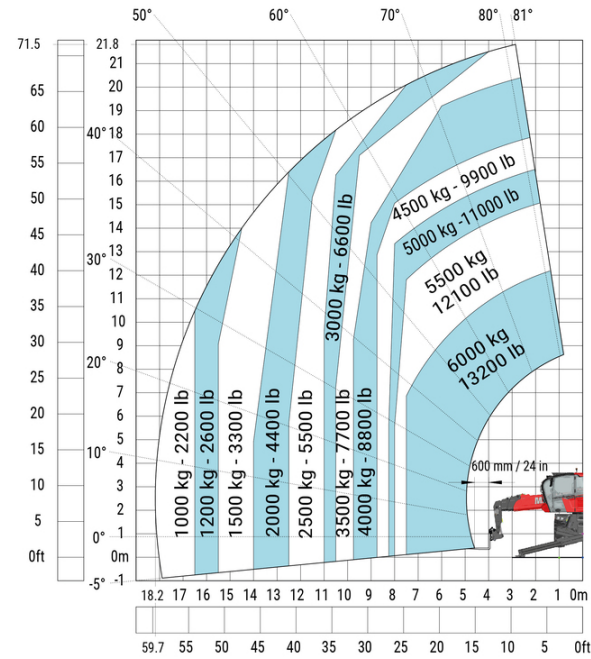 50° 60° 70° 80° 81°
71.5 21.8
21
65 20
19
60 40° 18
17
55 16
50 15
14
45 13
30° 12
40 11
35 10
30 9
8
25 20° 7
20 6
5
15 10° 4
10 3
2
5 0° 1
0ft 0m
-5° -1
4500 kg - 9900 lb
5000 kg -11000 lb
5500 kg
12100 lb
6000 kg
13200 lb
1000 kg - 2200 lb
1200 kg - 2600 lb
1500 kg - 3300 lb
2000 kg - 4400 lb
2500 kg - 5500 lb
3000 kg - 6600 lb
3500 kg - 7700 lb
4000 kg - 8800 lb
600 mm / 24 in
18.2 17 16 15 14 13 12 11 10 9 8 7 6 5 4 3 2 1 0m
59.7 55 50 45 40 35 30 25 20 15 10 5 0ft